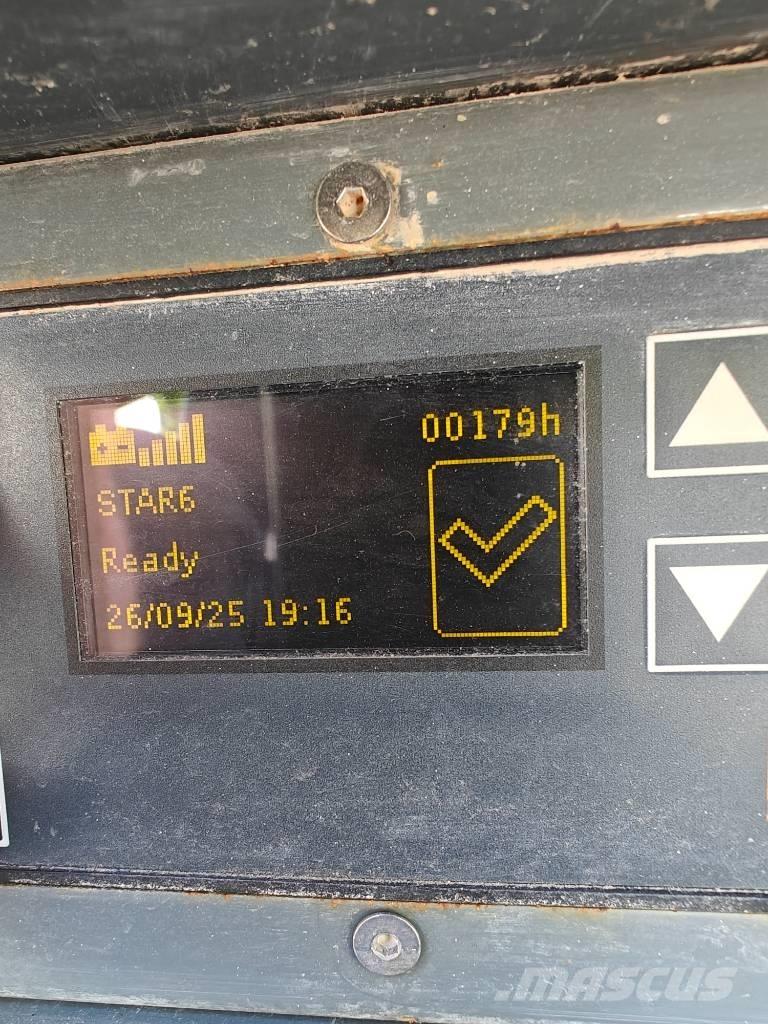 00179h
STAR6
Ready
26/09/25 19:16
MASCUS